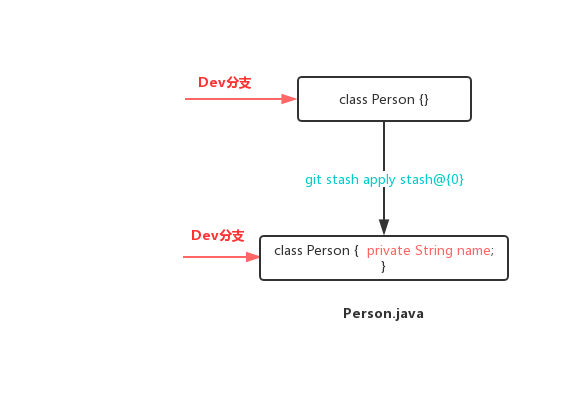 Dev分支
class Person {}
git stash apply stash@{0}
Dev分支
class Person {  private String name;
}
Person.java